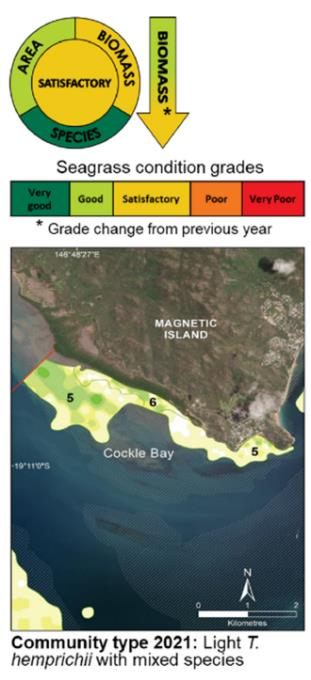 AREA
BIOMASS
SATISFACTORY
SPECIES
BIOMASS *
Seagrass condition grades
Very
good
Good
Satisfactory
Poor
Very Poor
* Grade change from previous year
146°48'27"E
MAGNETIC
ISLAND
5
6
5
Cockle Bay
-19°11'0"S
N
0 1 2
Kilometres
Community type 2021: Light T.
hemprichii with mixed species